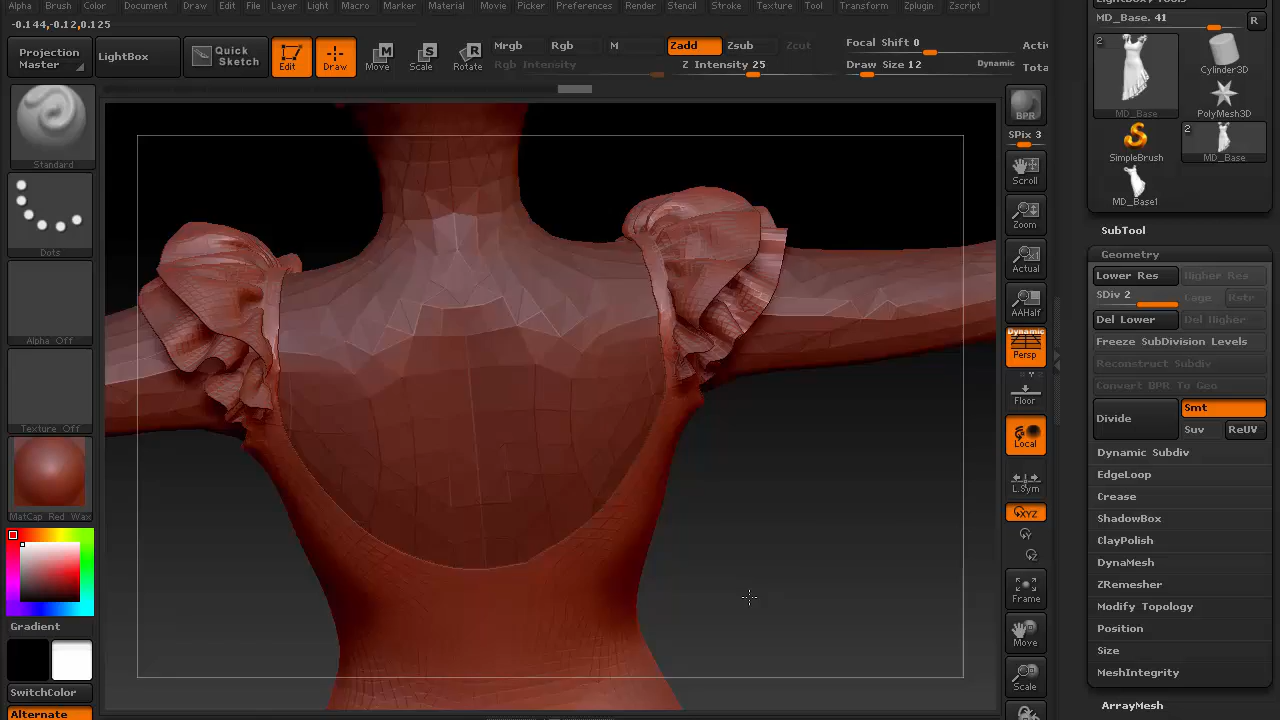 Alpha Brush Color Document Draw Edit File Layer Light Macro Marker Material Movie Picker Preferences Render Stencil Stroke Texture Tool Transform Zplugin Zscript
-0.144,-0.12,0.125
Projection Master
LightBox
Quick Sketch
Edit
Draw
Move
Scale
Rotate
Mrgb Rgb M Zadd Zsub Zcut
Rgb Intensity
Z Intensity 25
Focal Shift 0
Draw Size 12
Dynamic
Standard
Dots
Alpha Off
Texture Off
MatCap Red Wax
Gradient
SwitchColor
Alternate
BPR
SPix 3
Scroll
Zoom
Actual
AAHalf
Dynamic
Persp
Floor
Local
L.Sym
XYZ
Frame
Move
Scale
MD_Base. 41
R
2
MD_Base
Cylinder3D
PolyMesh3D
SimpleBrush
2
MD_Base
MD_Base1
SubTool
Geometry
Lower Res Higher Res
SDiv 2 Cage Rstr
Del Lower Del Higher
Freeze SubDivision Levels
Reconstruct Subdiv
Convert BPR To Geo
Divide
Smt
Suv ReUV
Dynamic Subdiv
EdgeLoop
Crease
ShadowBox
ClayPolish
DynaMesh
ZRemesher
Modify Topology
Position
Size
MeshIntegrity
ArrayMesh